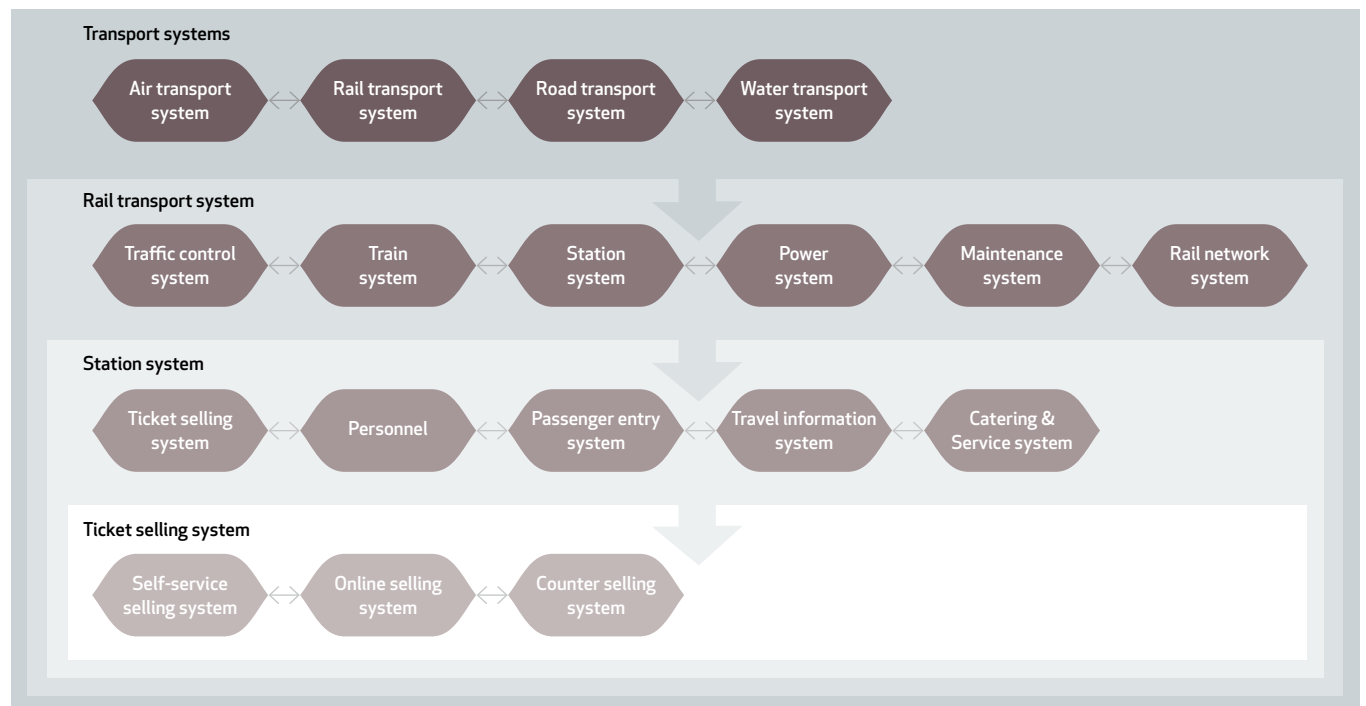 Transport systems
Air transport
system
Rail transport
system
Road transport
system
Water transport
system
Rail transport system
Traffic control
system
Train
system
Station
system
Power
system
Maintenance
system
Rail network
system
Station system
Ticket selling
system
Personnel
Passenger entry
system
Travel information
system
Catering &
Service system
Ticket selling system
Self-service
selling system
Online selling
system
Counter selling
system